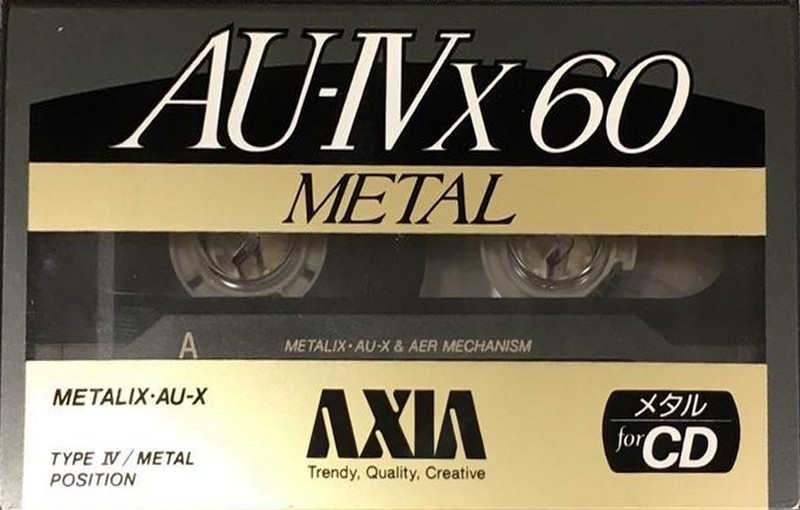 AU-IVX 60
METAL
A
METALIX·AU-X & AER MECHANISM
METALIX·AU-X
AXIA
Trendy, Quality, Creative
TYPE IV / METAL
POSITION
メタル
for CD